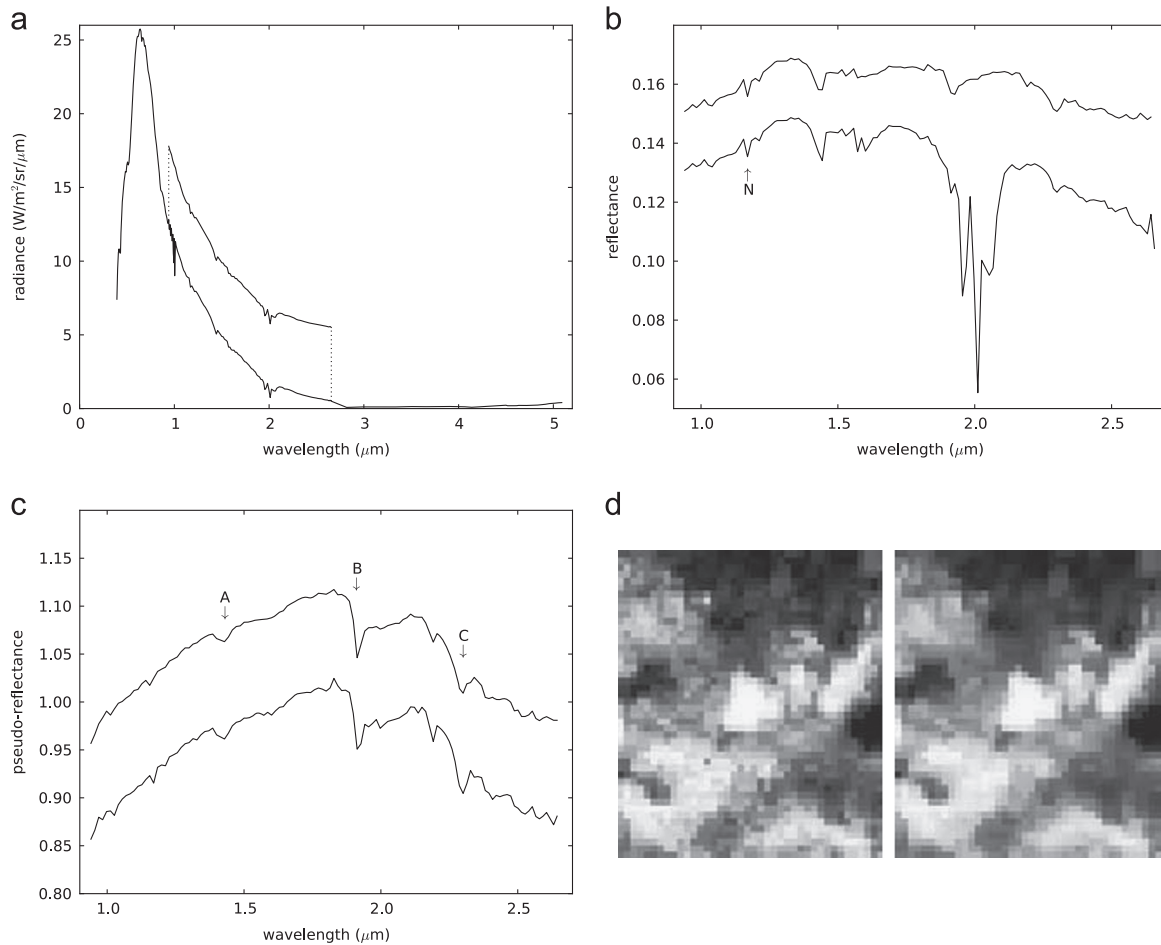 a
25
20
15
10
5
0
radiance (W/m²/sr/μm)
0 1 2 3 4 5
wavelength (μm)
b
0.16
0.14
0.12
0.10
0.08
0.06
reflectance
↑
N
1.0 1.5 2.0 2.5
wavelength (μm)
c
1.15
1.10
1.05
1.00
0.95
0.90
0.85
0.80
pseudo-reflectance
A
↓
B
↓
C
↓
1.0 1.5 2.0 2.5
wavelength (μm)
d